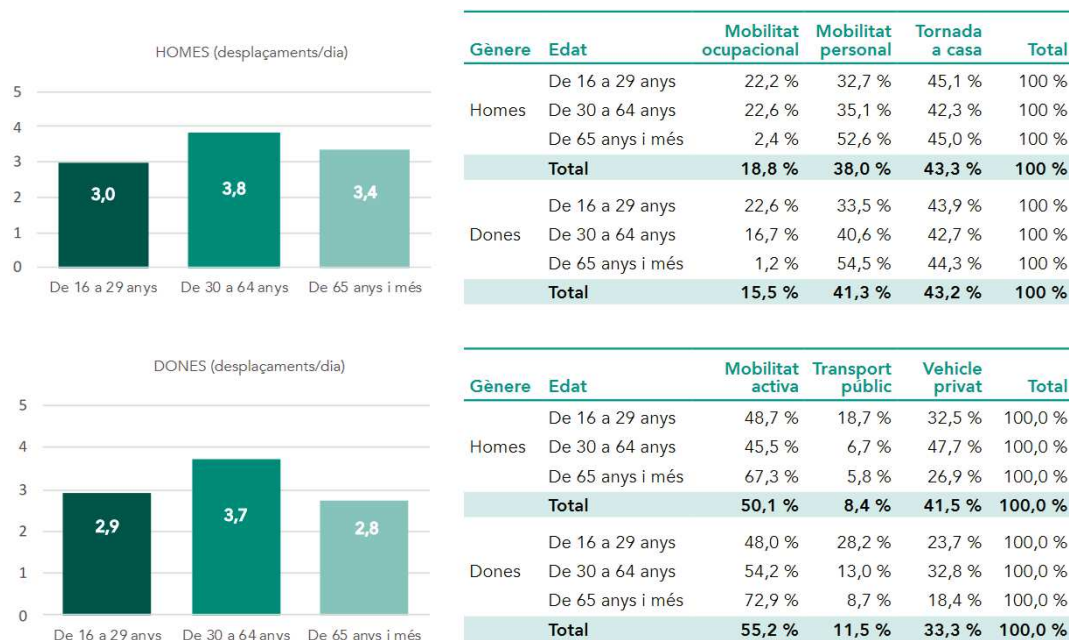 HOMES (desplaçaments/dia)
5
4
3
2
1
0
3,0
3,8
3,4
De 16 a 29 anys De 30 a 64 anys De 65 anys i més
Gènere Edat Mobilitat ocupacional Mobilitat personal Tornada a casa Total
De 16 a 29 anys 22,2 % 32,7 % 45,1 % 100 %
Homes De 30 a 64 anys 22,6 % 35,1 % 42,3 % 100 %
De 65 anys i més 2,4 % 52,6 % 45,0 % 100 %
Total 18,8 % 38,0 % 43,3 % 100 %
De 16 a 29 anys 22,6 % 33,5 % 43,9 % 100 %
Dones De 30 a 64 anys 16,7 % 40,6 % 42,7 % 100 %
De 65 anys i més 1,2 % 54,5 % 44,3 % 100 %
Total 15,5 % 41,3 % 43,2 % 100 %
DONES (desplaçaments/dia)
5
4
3
2
1
0
2,9
3,7
2,8
De 16 a 29 anys De 30 a 64 anys De 65 anys i més
Gènere Edat Mobilitat activa Transport públic Vehicle privat Total
De 16 a 29 anys 48,7 % 18,7 % 32,5 % 100,0 %
Homes De 30 a 64 anys 45,5 % 6,7 % 47,7 % 100,0 %
De 65 anys i més 67,3 % 5,8 % 26,9 % 100,0 %
Total 50,1 % 8,4 % 41,5 % 100,0 %
De 16 a 29 anys 48,0 % 28,2 % 23,7 % 100,0 %
Dones De 30 a 64 anys 54,2 % 13,0 % 32,8 % 100,0 %
De 65 anys i més 72,9 % 8,7 % 18,4 % 100,0 %
Total 55,2 % 11,5 % 33,3 % 100,0 %